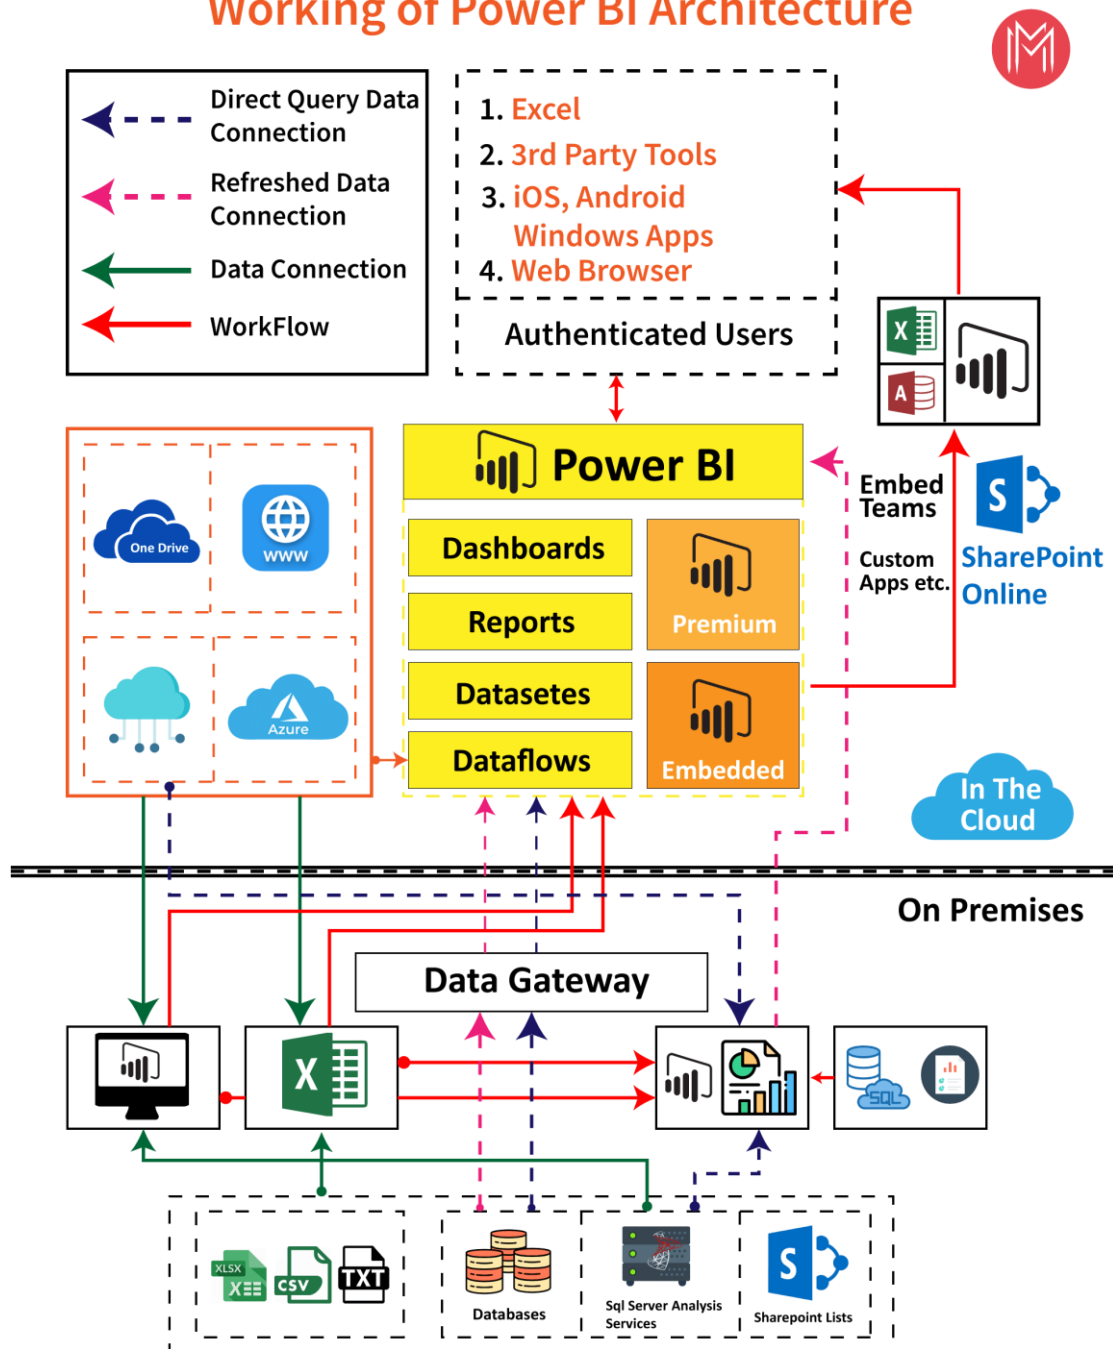 Working of Power BI Architecture
M
Direct Query Data
Connection
Refreshed Data
Connection
Data Connection
WorkFlow
1. Excel
2. 3rd Party Tools
3. iOS, Android
Windows Apps
4. Web Browser
Authenticated Users
X
A
One Drive
WWW
Azure
Power BI
Dashboards
Reports
Datasetes
Dataflows
Premium
Embedded
Embed
Teams
Custom
Apps etc.
S
SharePoint
Online
In The
Cloud
On Premises
Data Gateway
X
SQL
XLSX
X
CSV
TXT
Databases
Sql Server Analysis
Services
S
Sharepoint Lists